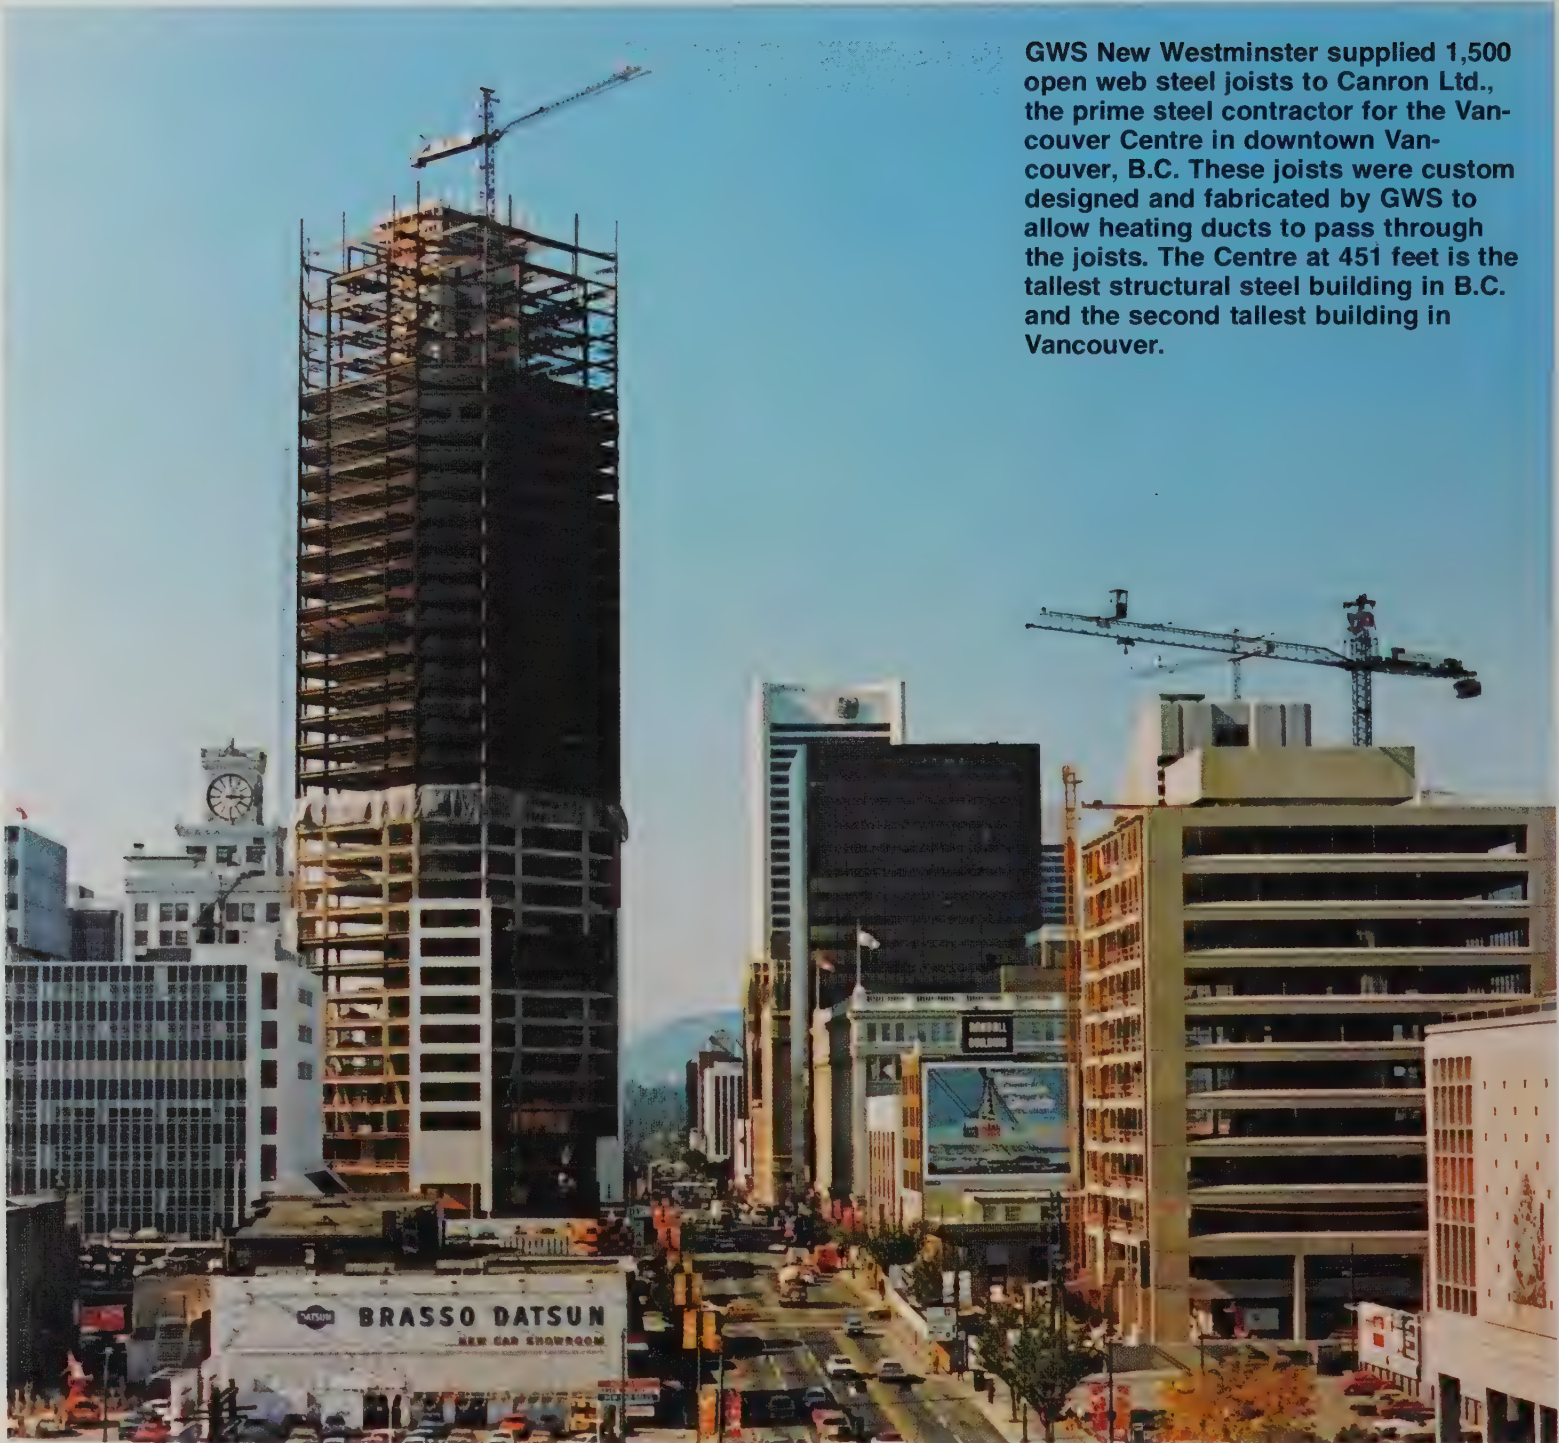 GWS New Westminster supplied 1,500
open web steel joists to Canron Ltd.,
the prime steel contractor for the Van-
couver Centre in downtown Van-
couver, B.C. These joists were custom
designed and fabricated by GWS to
allow heating ducts to pass through
the joists. The Centre at 451 feet is the
tallest structural steel building in B.C.
and the second tallest building in
Vancouver.
BUILDING
DATSUN
BRASSO DATSUN
NEW CAR SHOWROOM